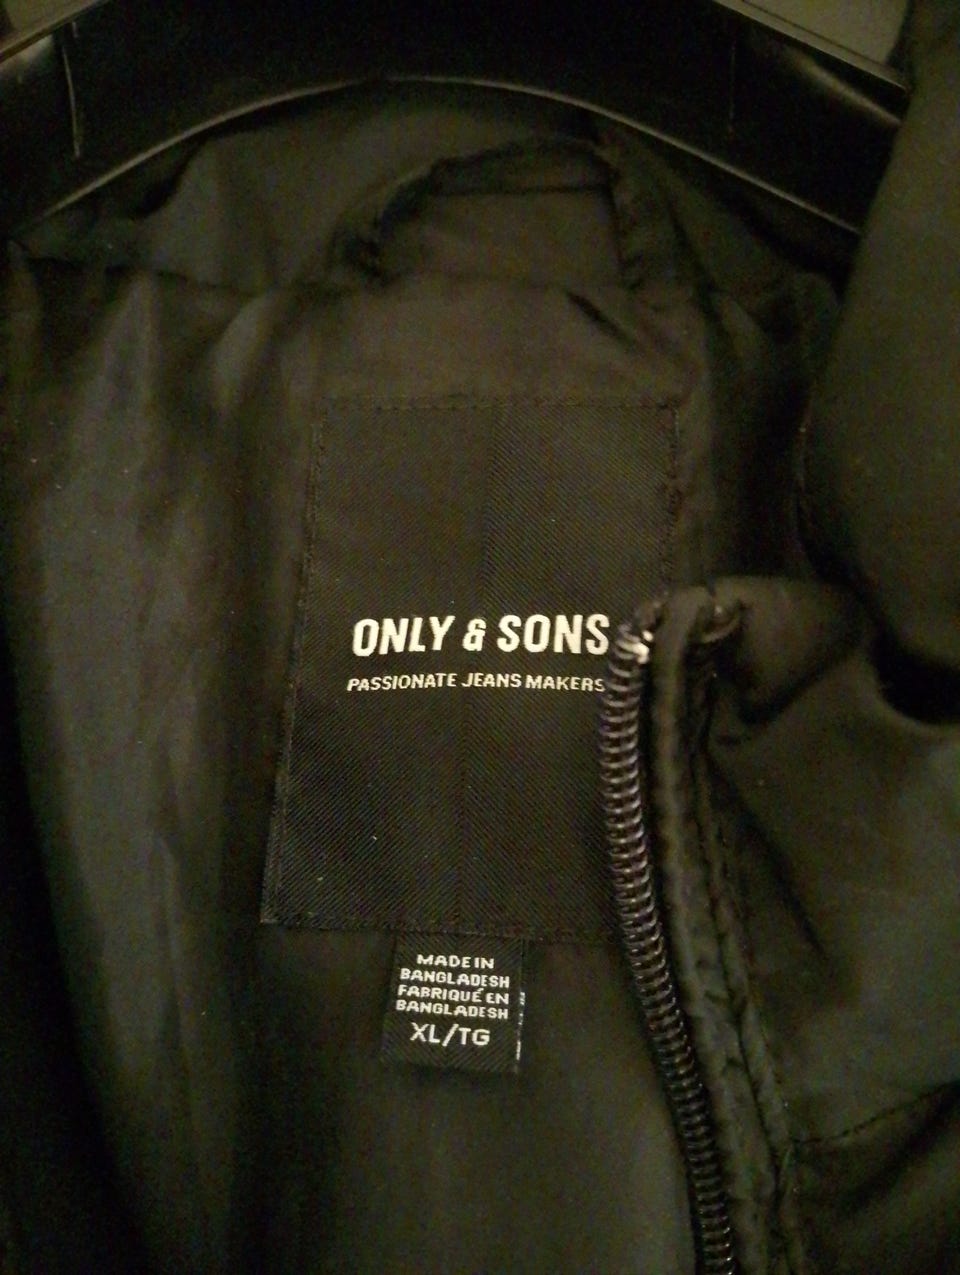 ONLY & SONS
PASSIONATE JEANS MAKERS
MADE IN
BANGLADESH
FABRIQUÉ EN
BANGLADESH
XL/TG